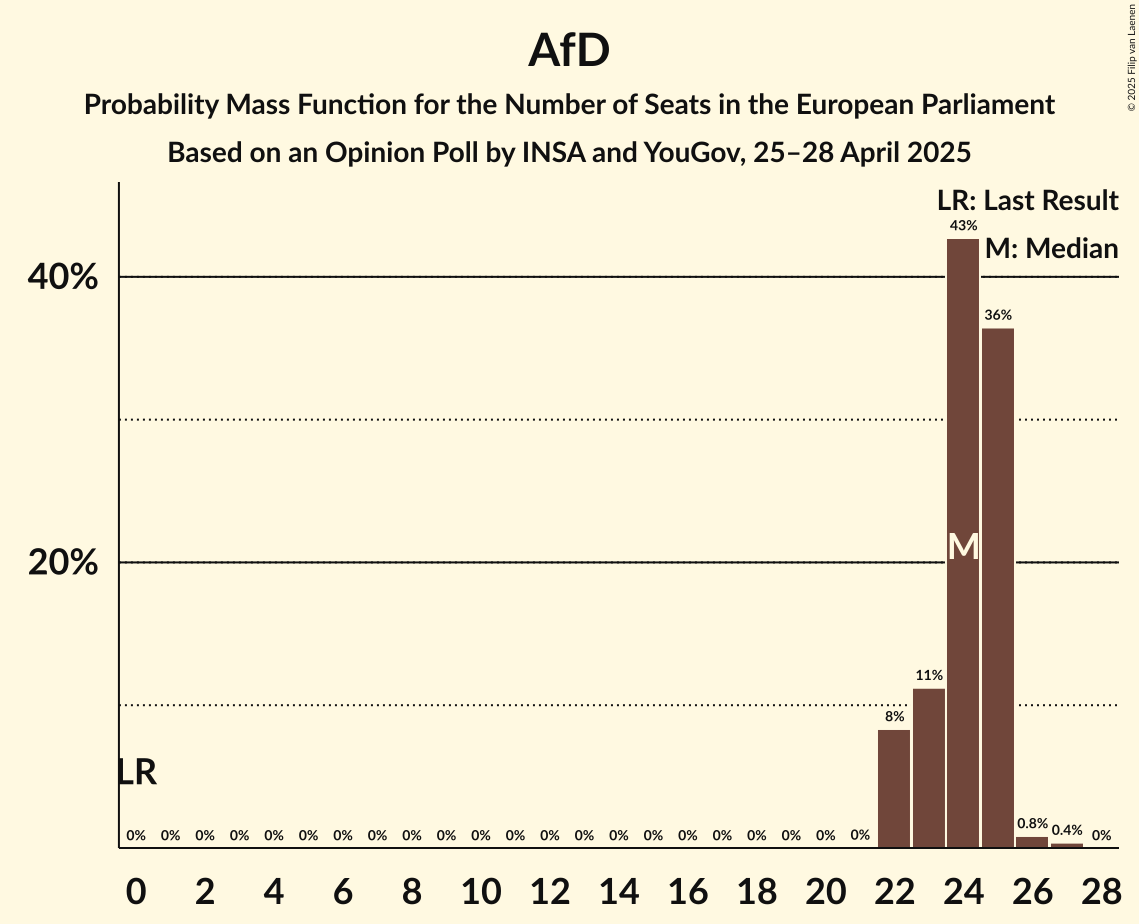 AfD
Probability Mass Function for the Number of Seats in the European Parliament
Based on an Opinion Poll by INSA and YouGov, 25–28 April 2025
© 2025 Filip van Laenen
LR: Last Result
M: Median
43%
40%
36%
M
20%
11%
8%
LR
0% 0% 0% 0% 0% 0% 0% 0% 0% 0% 0% 0% 0% 0% 0% 0% 0% 0% 0% 0% 0% 0% 0.8% 0.4% 0%
0 2 4 6 8 10 12 14 16 18 20 22 24 26 28